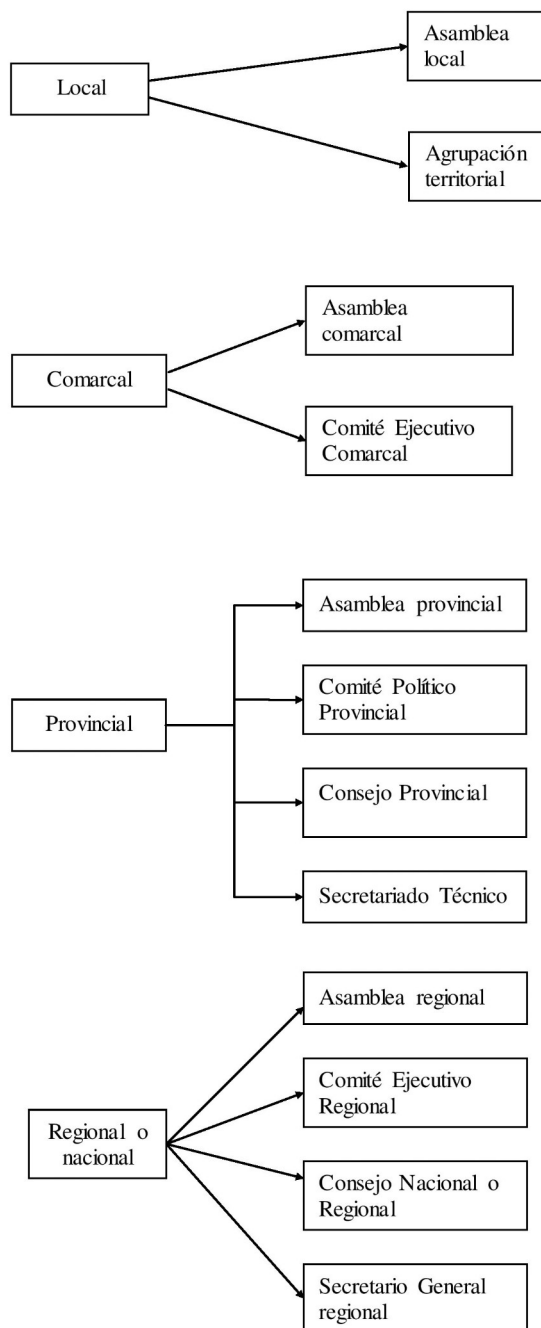 Asamblea
local
Local
Agrupación
territorial
Asamblea
comarcal
Comarcal
Comité Ejecutivo
Comarcal
Asamblea provincial
Comité Político
Provincial
Provincial
Consejo Provincial
Secretariado Técnico
Asamblea regional
Comité Ejecutivo
Regional
Regional o
nacional
Consejo Nacional o
Regional
Secretario General
regional